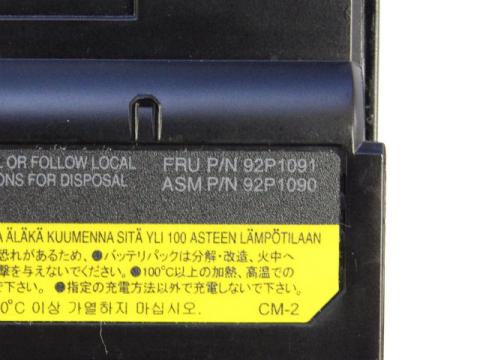 L OR FOLLOW LOCAL
ONS FOR DISPOSAL
FRU P/N 92P1091
ASM P/N 92P1090
A ÄLÄKÄ KUUMENNA SITÄ YLI 100 ASTEEN LÄMPÖTILAAN
恐れがあるため、❹バッテリパックは分解・改造、火中へ
撃を与えないでください。❻100°C以上の加熱、高温での
❾指定の充電方法以外で充電しないで下さい。
0°C 이상 가열하지 마십시오.
CM-2